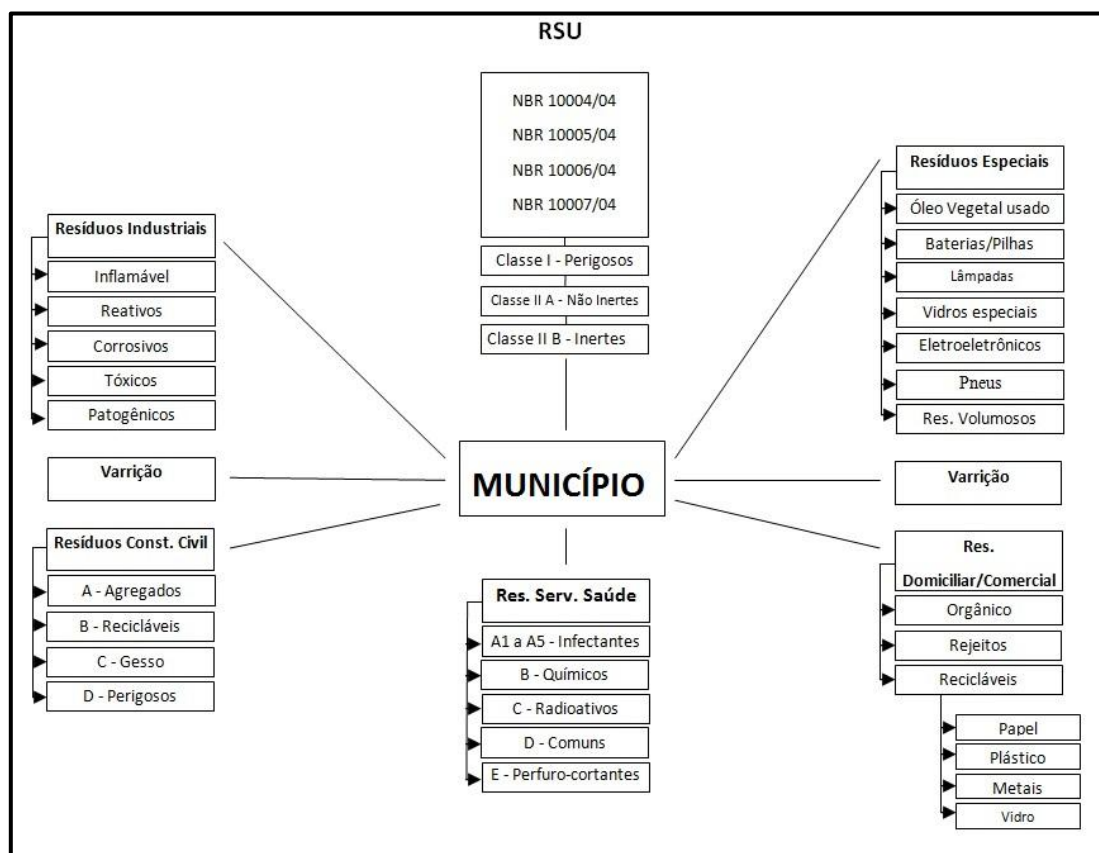 RSU
NBR 10004/04
NBR 10005/04
NBR 10006/04
NBR 10007/04
Classe I - Perigosos
Classe II A - Não Inertes
Classe II B - Inertes
Resíduos Industriais
Inflamável
Reativos
Corrosivos
Tóxicos
Patogênicos
Varrição
Resíduos Const. Civil
A - Agregados
B - Recicláveis
C - Gesso
D - Perigosos
MUNICÍPIO
Res. Serv. Saúde
A1 a A5 - Infectantes
B - Químicos
C - Radioativos
D - Comuns
E - Perfuro-cortantes
Resíduos Especiais
Óleo Vegetal usado
Baterias/Pilhas
Lâmpadas
Vidros especiais
Eletroeletrônicos
Pneus
Res. Volumosos
Varrição
Res.
Domiciliar/Comercial
Orgânico
Rejeitos
Recicláveis
Papel
Plástico
Metais
Vidro